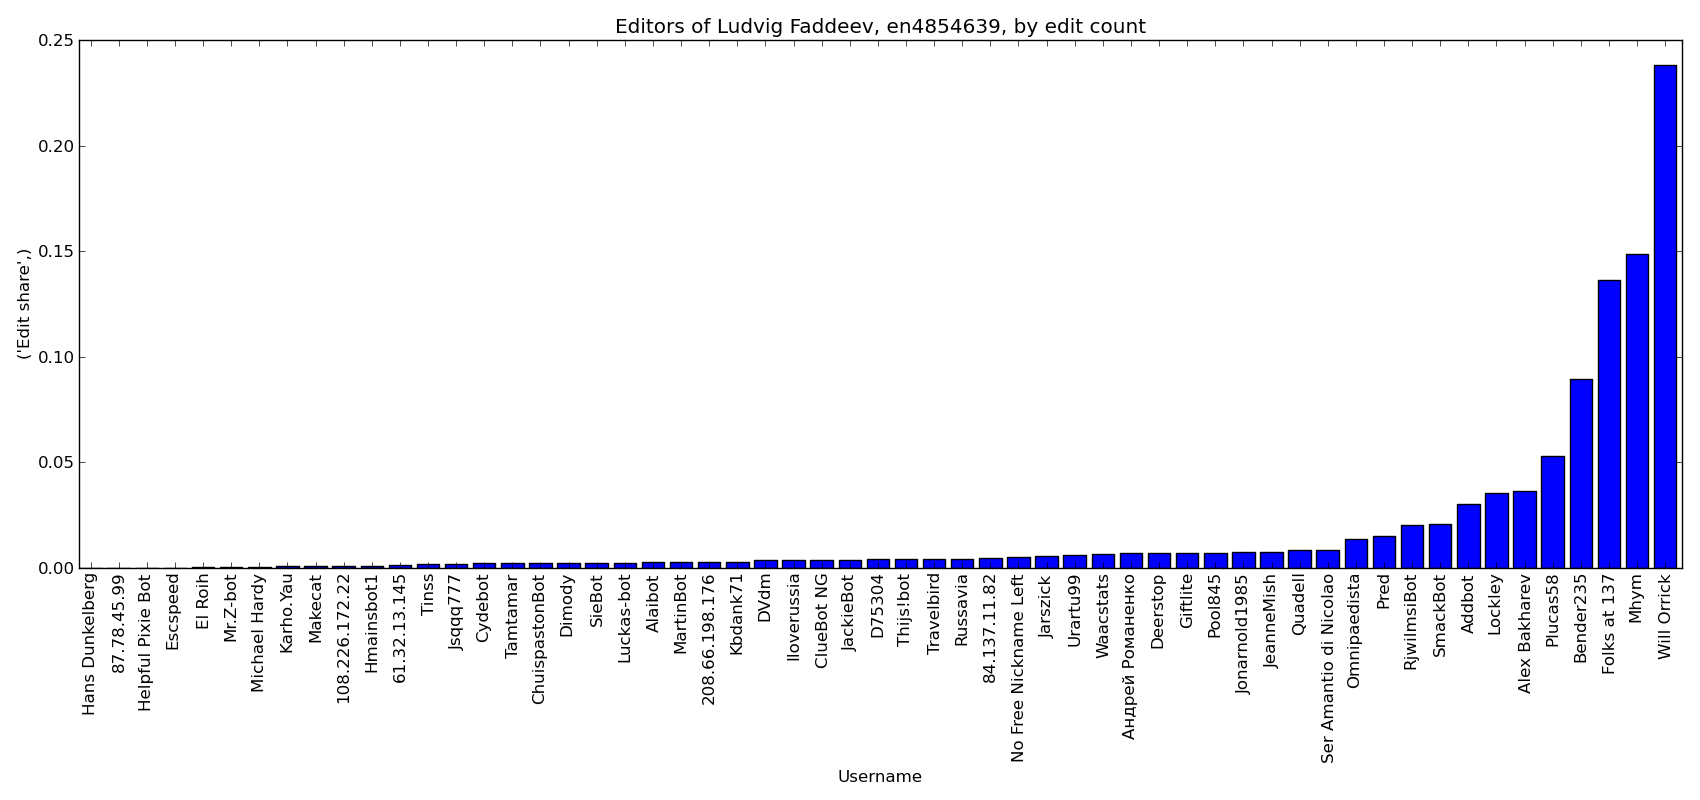 Editors of Ludvig Faddeev, en4854639, by edit count
0.25
0.20
0.15
0.10
0.05
0.00
('Edit share',)
Hans Dunkelberg
87.78.45.99
Helpful Pixie Bot
Escspeed
El Roih
Mr.Z-bot
Michael Hardy
Karho.Yau
Makecat
108.226.172.22
Hmainsbot1
61.32.13.145
Tinss
Jsqqq777
Cydebot
Tamtamar
ChuispastonBot
Dimody
SieBot
Luckas-bot
Alaibot
MartinBot
208.66.198.176
Kbdank71
DVdm
Iloverussia
ClueBot NG
JackieBot
D75304
Thijs!bot
Travelbird
Russavia
84.137.11.82
No Free Nickname Left
Jarszick
Urartu99
Waacstats
Андрей Романенко
Deerstop
Giftlite
Pool845
Jonarnold1985
JeanneMish
Quadell
Ser Amantio di Nicolao
Omnipaedista
Pred
RjwilmsiBot
SmackBot
Addbot
Lockley
Alex Bakharev
Plucas58
Bender235
Folks at 137
Mhym
Will Orrick
Username